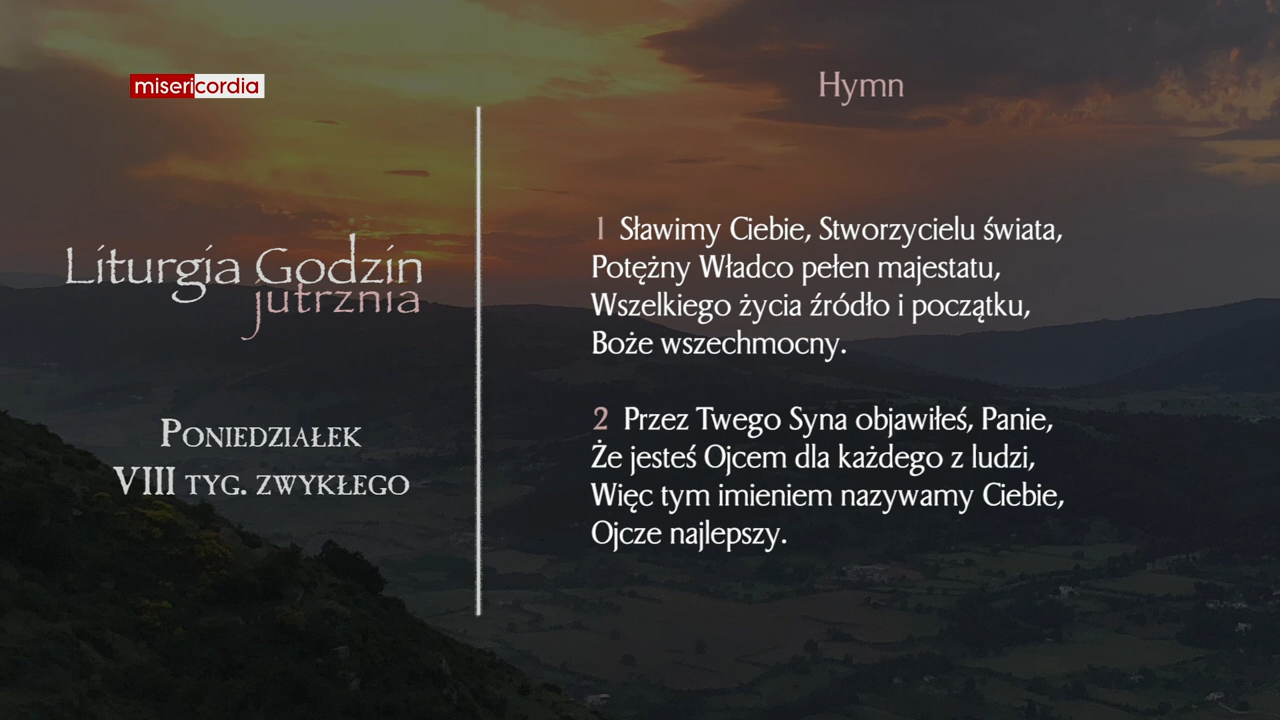 misericordia
Liturgia Godzin
jutrznia
Poniedziałek
VIII tyg. zwykłego
Hymn
1 Sławimy Ciebie, Stworzycielu świata,
Potężny Władco pełen majestatu,
Wszelkiego życia źródło i początku,
Boże wszechmocny.
2 Przez Twego Syna objawiłeś, Panie,
Że jesteś Ojcem dla każdego z ludzi,
Więc tym imieniem nazywamy Ciebie,
Ojcze najlepszy.